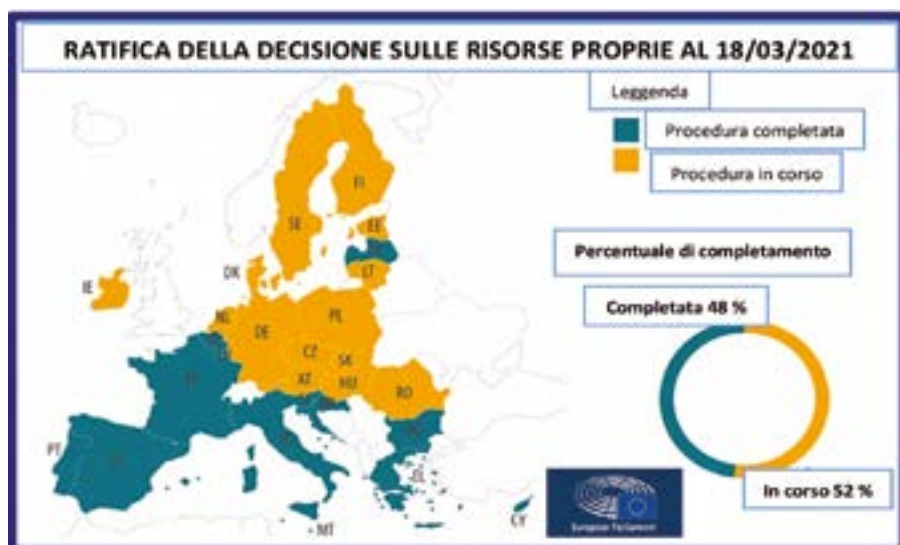 RATIFICA DELLA DECISIONE SULLE RISORSE PROPRIE AL 18/03/2021
Leggenda
Procedura completata
Procedura in corso
FI
SE
EE
Percentuale di completamento
DK
LT
IE
Completata 48 %
NL
DE
PL
CZ
SK
AT
HU
RO
PT
In corso 52 %
EL
European Parliament
CY
MT